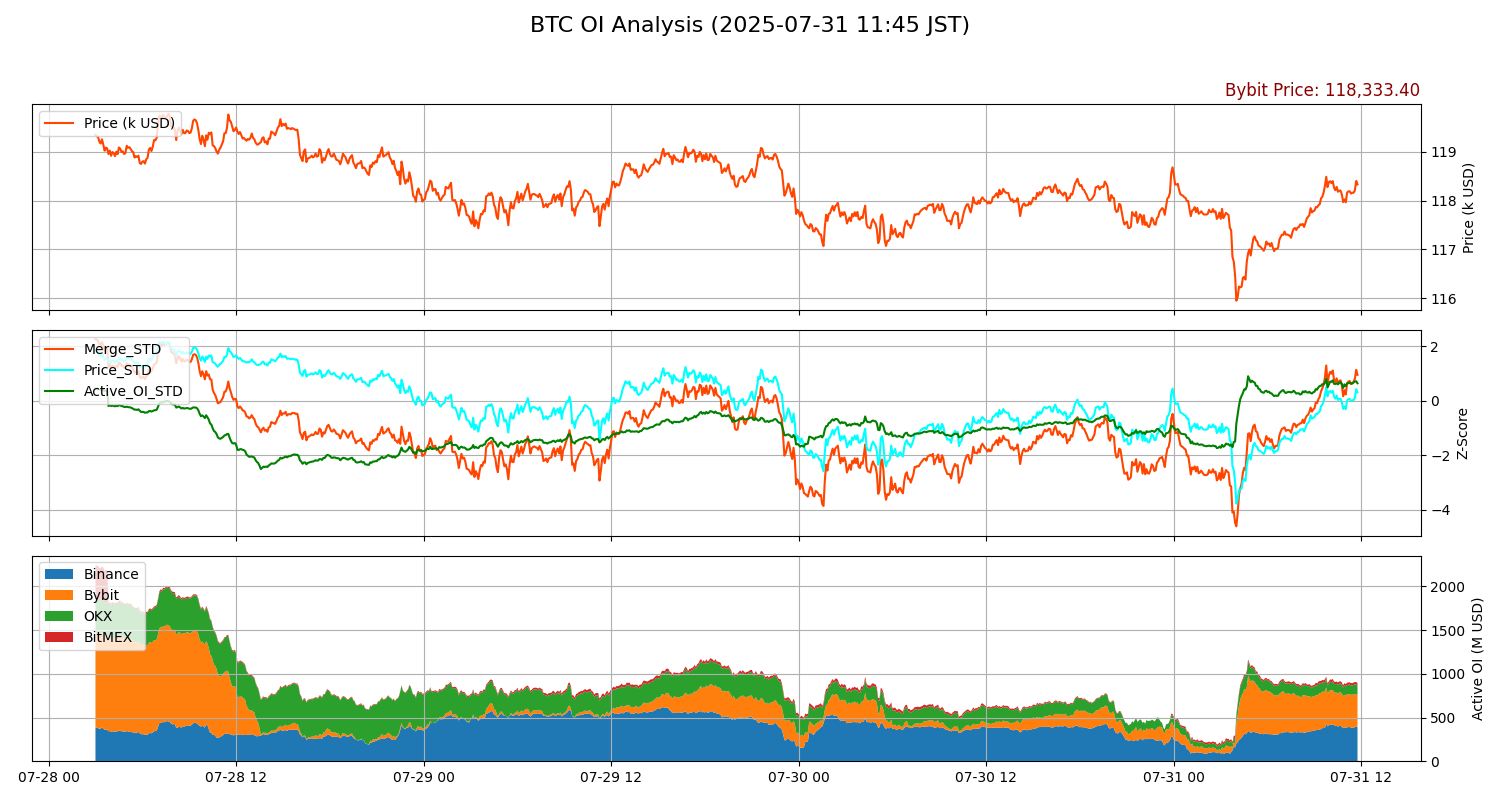 BTC OI Analysis (2025-07-31 11:45 JST)
Bybit Price: 118,333.40
Price (k USD)
119
118
117
116
Price (k USD)
Merge_STD
Price_STD
Active_OI_STD
2
0
−2
−4
Z-Score
Binance
Bybit
OKX
BitMEX
2000
1500
1000
500
0
Active OI (M USD)
07-28 00
07-28 12
07-29 00
07-29 12
07-30 00
07-30 12
07-31 00
07-31 12